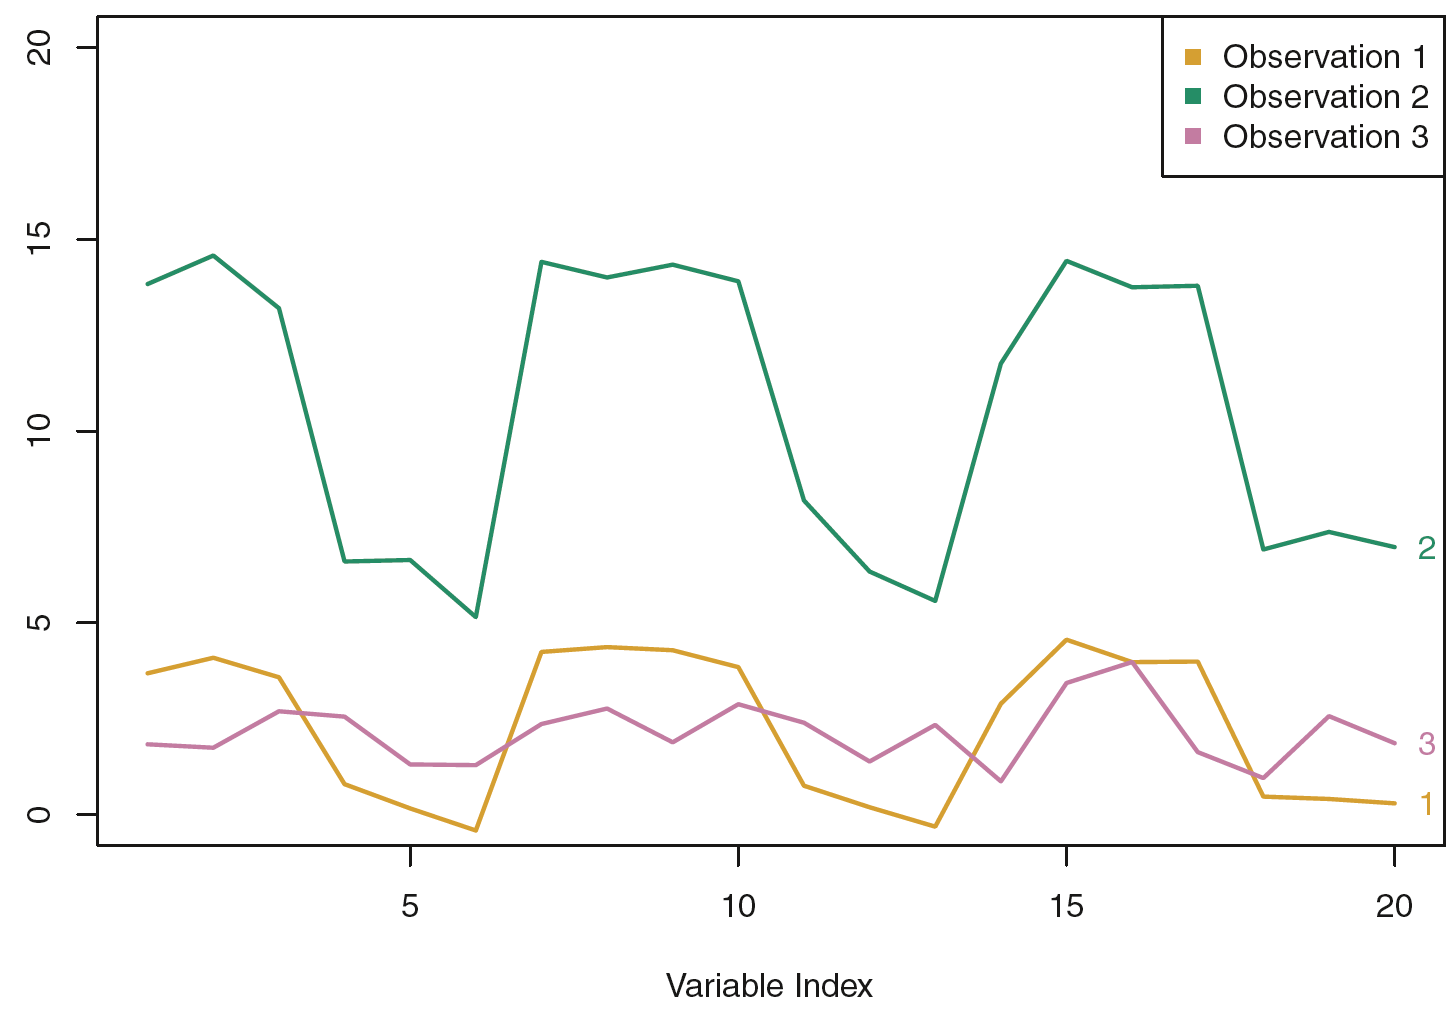 20
15
10
5
0
Observation 1
Observation 2
Observation 3
2
3
1
5 10 15 20
Variable Index